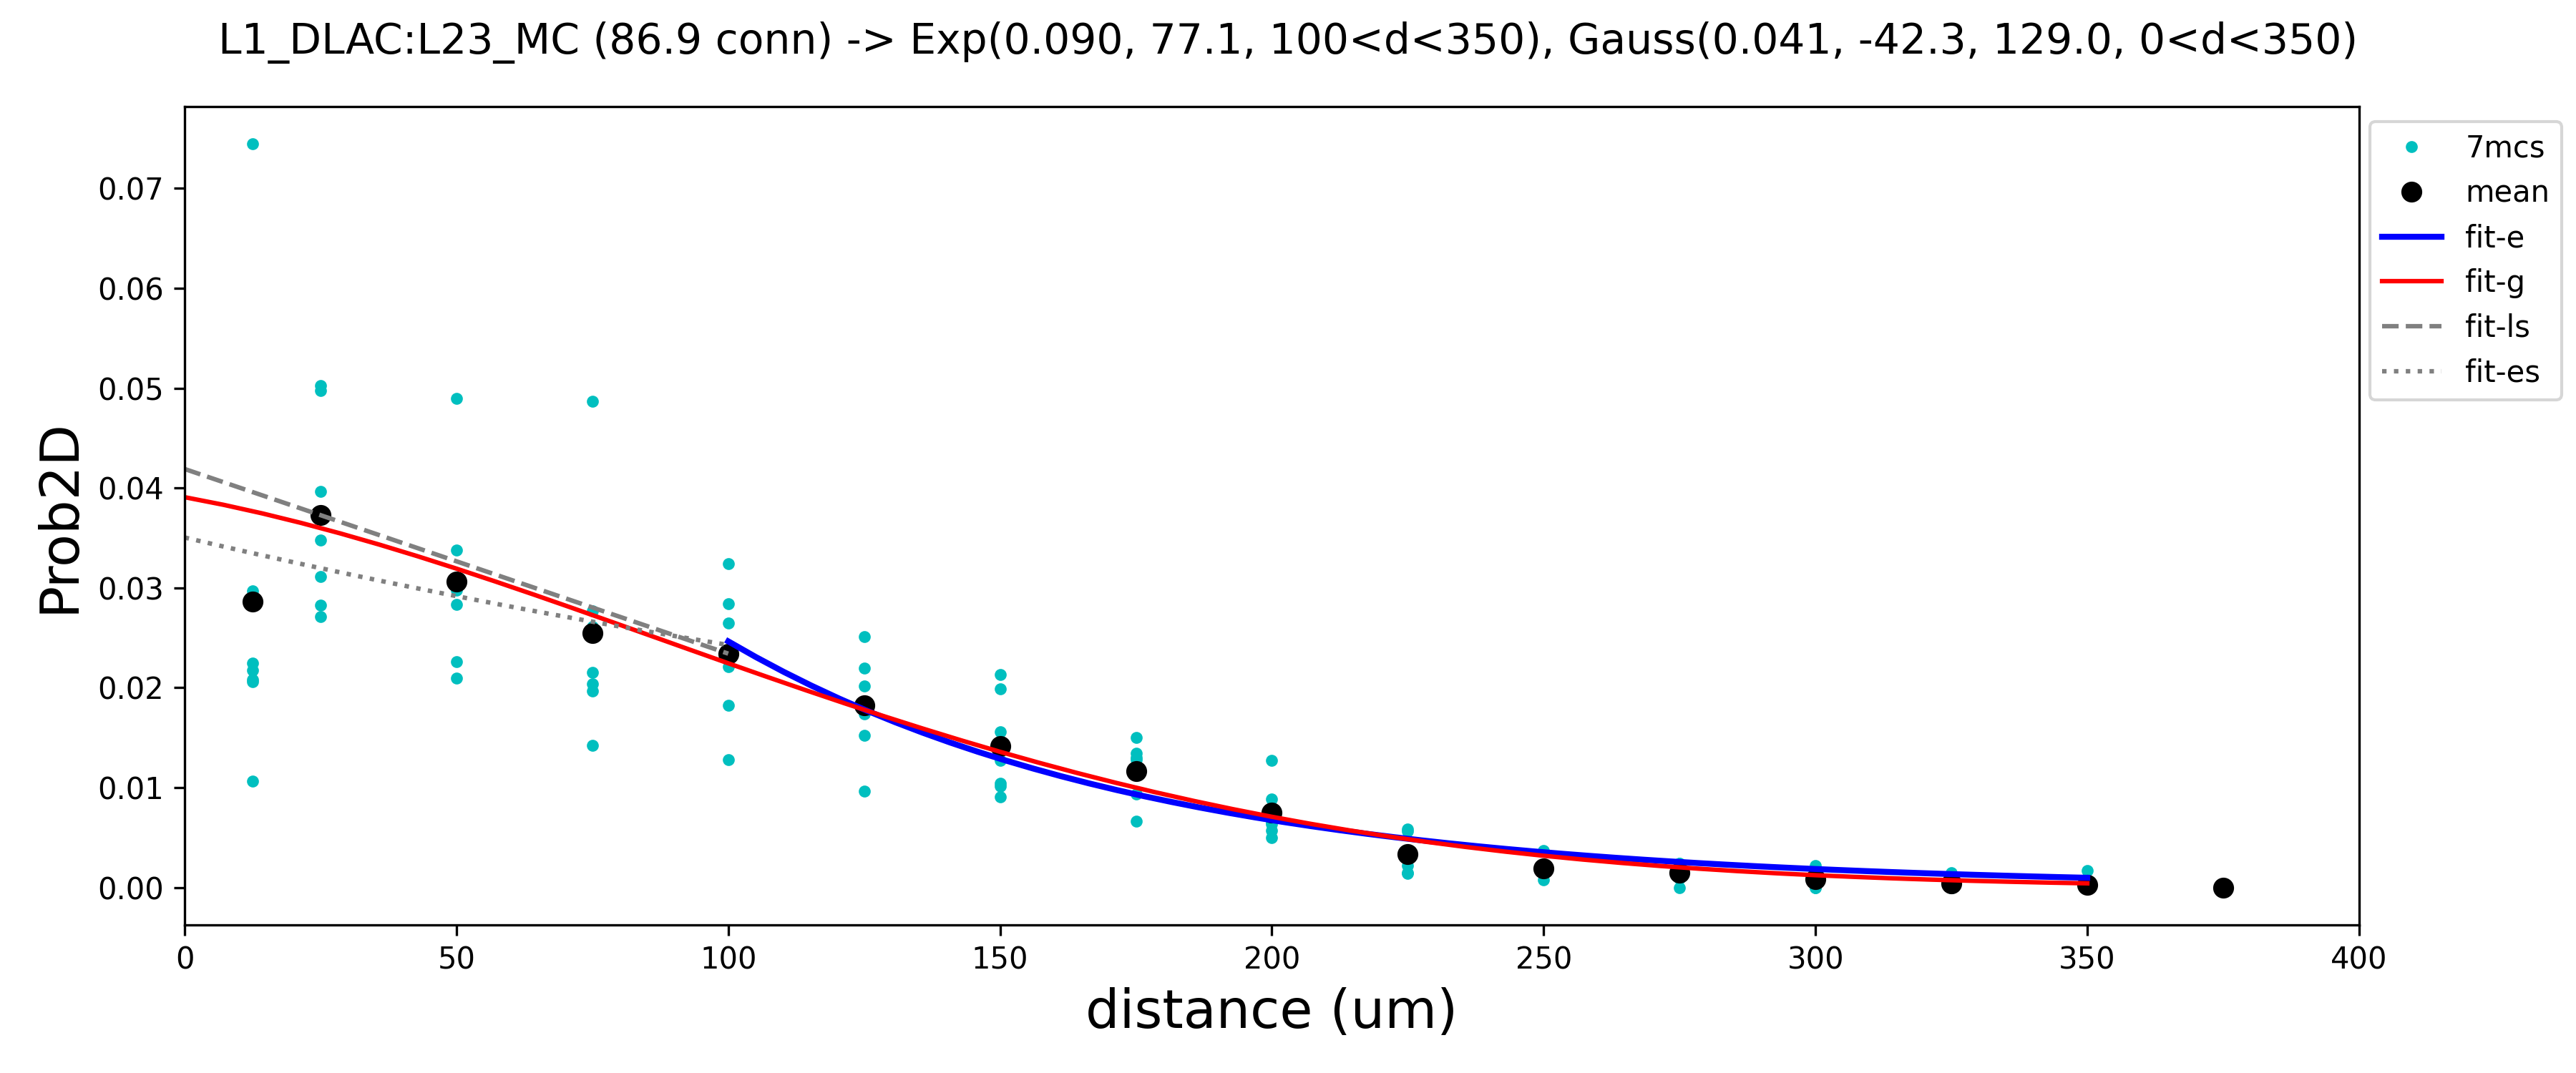 L1_DLAC:L23_MC (86.9 conn) -> Exp(0.090, 77.1, 100<d<350), Gauss(0.041, -42.3, 129.0, 0<d<350)
7mcs
mean
fit-e
fit-g
fit-ls
fit-es
Prob2D
0.07
0.06
0.05
0.04
0.03
0.02
0.01
0.00
0 50 100 150 200 250 300 350 400
distance (um)